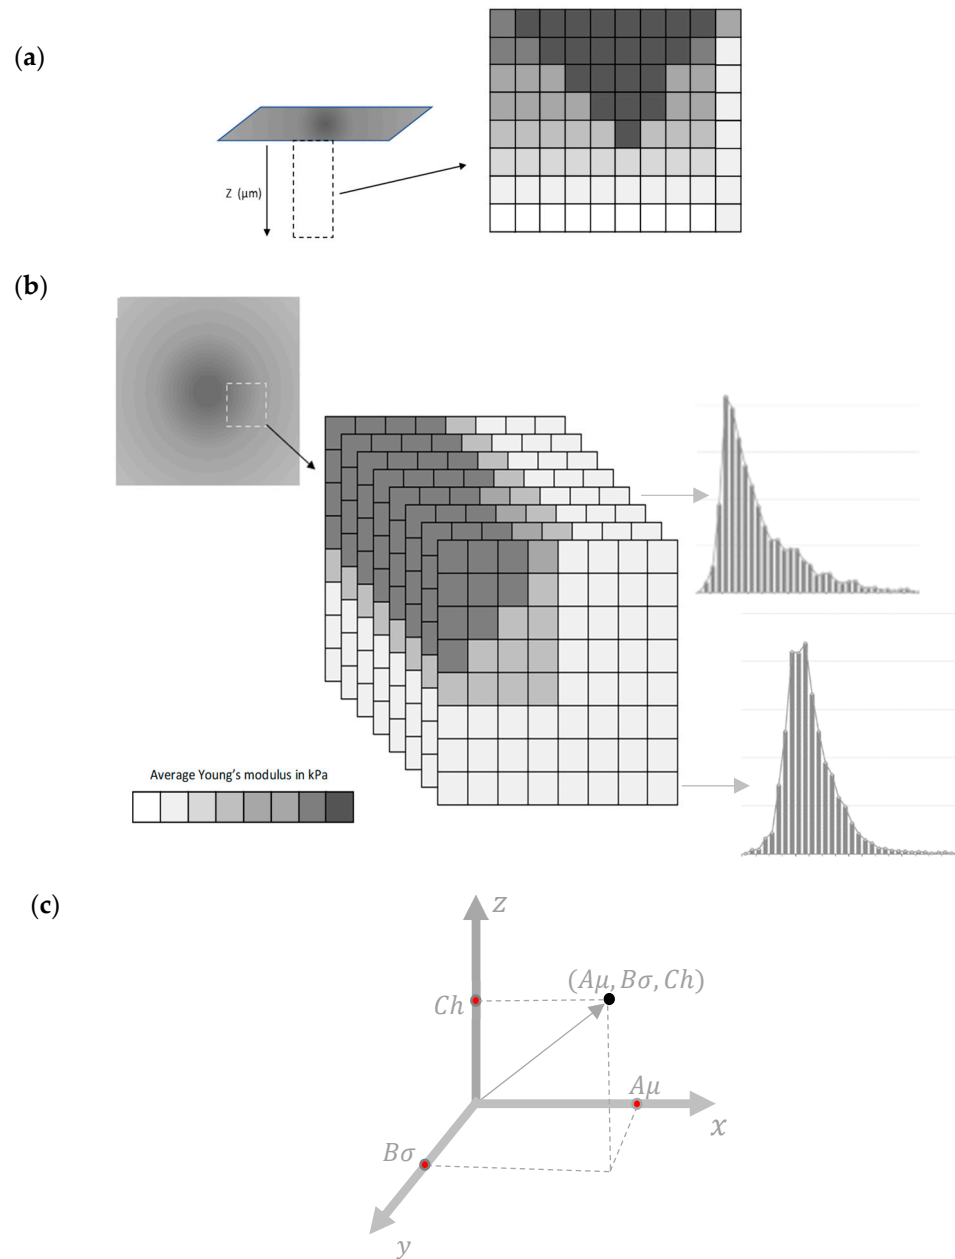 (a)
Z (µm)
(b)
Average Young's modulus in kPa
(c)
z
(Aμ, Bσ, Ch)
Ch
Aμ
x
Bσ
y